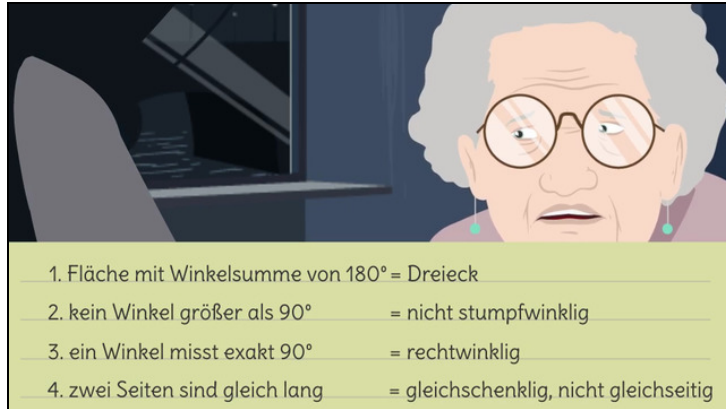 1. Fläche mit Winkelsumme von 180° = Dreieck
2. kein Winkel größer als 90° = nicht stumpfwinklig
3. ein Winkel misst exakt 90° = rechtwinklig
4. zwei Seiten sind gleich lang = gleichschenklig, nicht gleichseitig